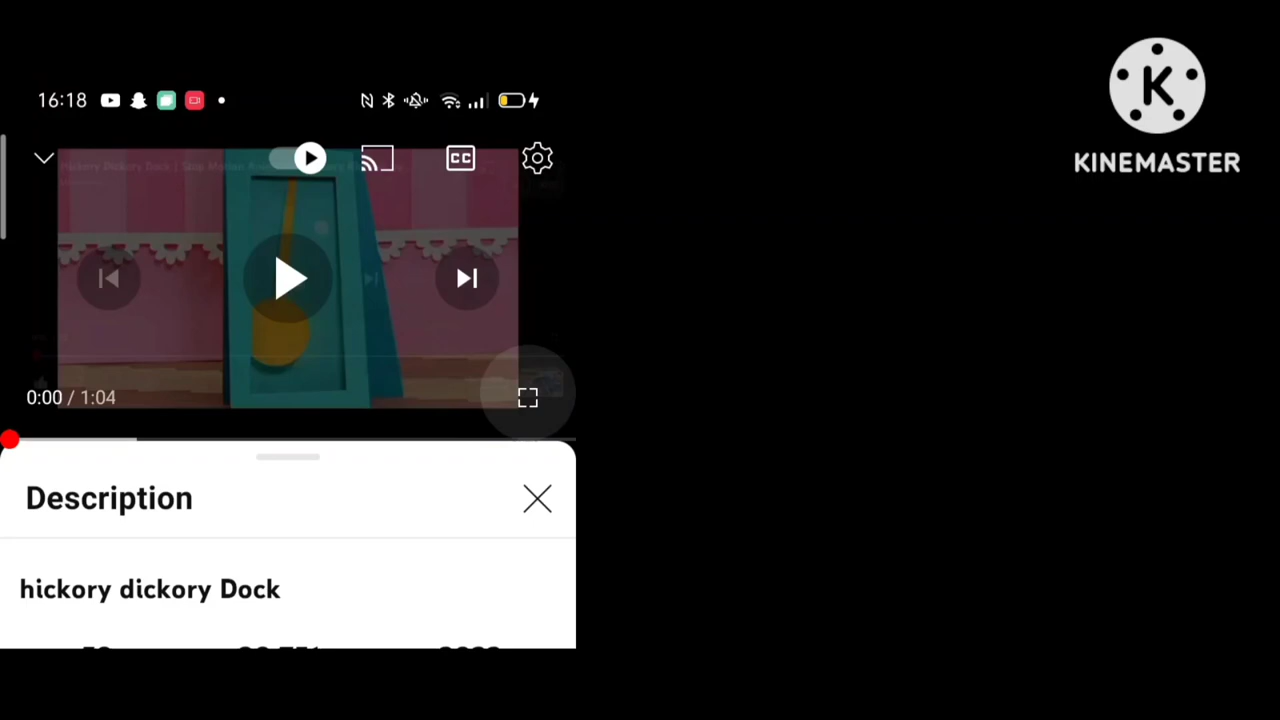 16:18
KINEMASTER
CC
0:00 / 1:04
Description
hickory dickory Dock